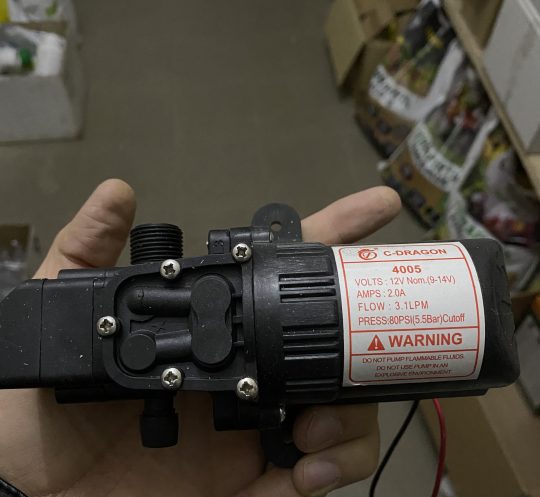 C-DRAGON
4005
VOLTS : 12V Nom.(9-14V)
AMPS : 2.0A
FLOW : 3.1LPM
PRESS:80PSI(5.5Bar)Cutoff
WARNING
DO NOT PUMP FLAMMABLE FLUIDS.
DO NOT USE PUMP IN AN
EXPLOSIVE ENVIRONMENT